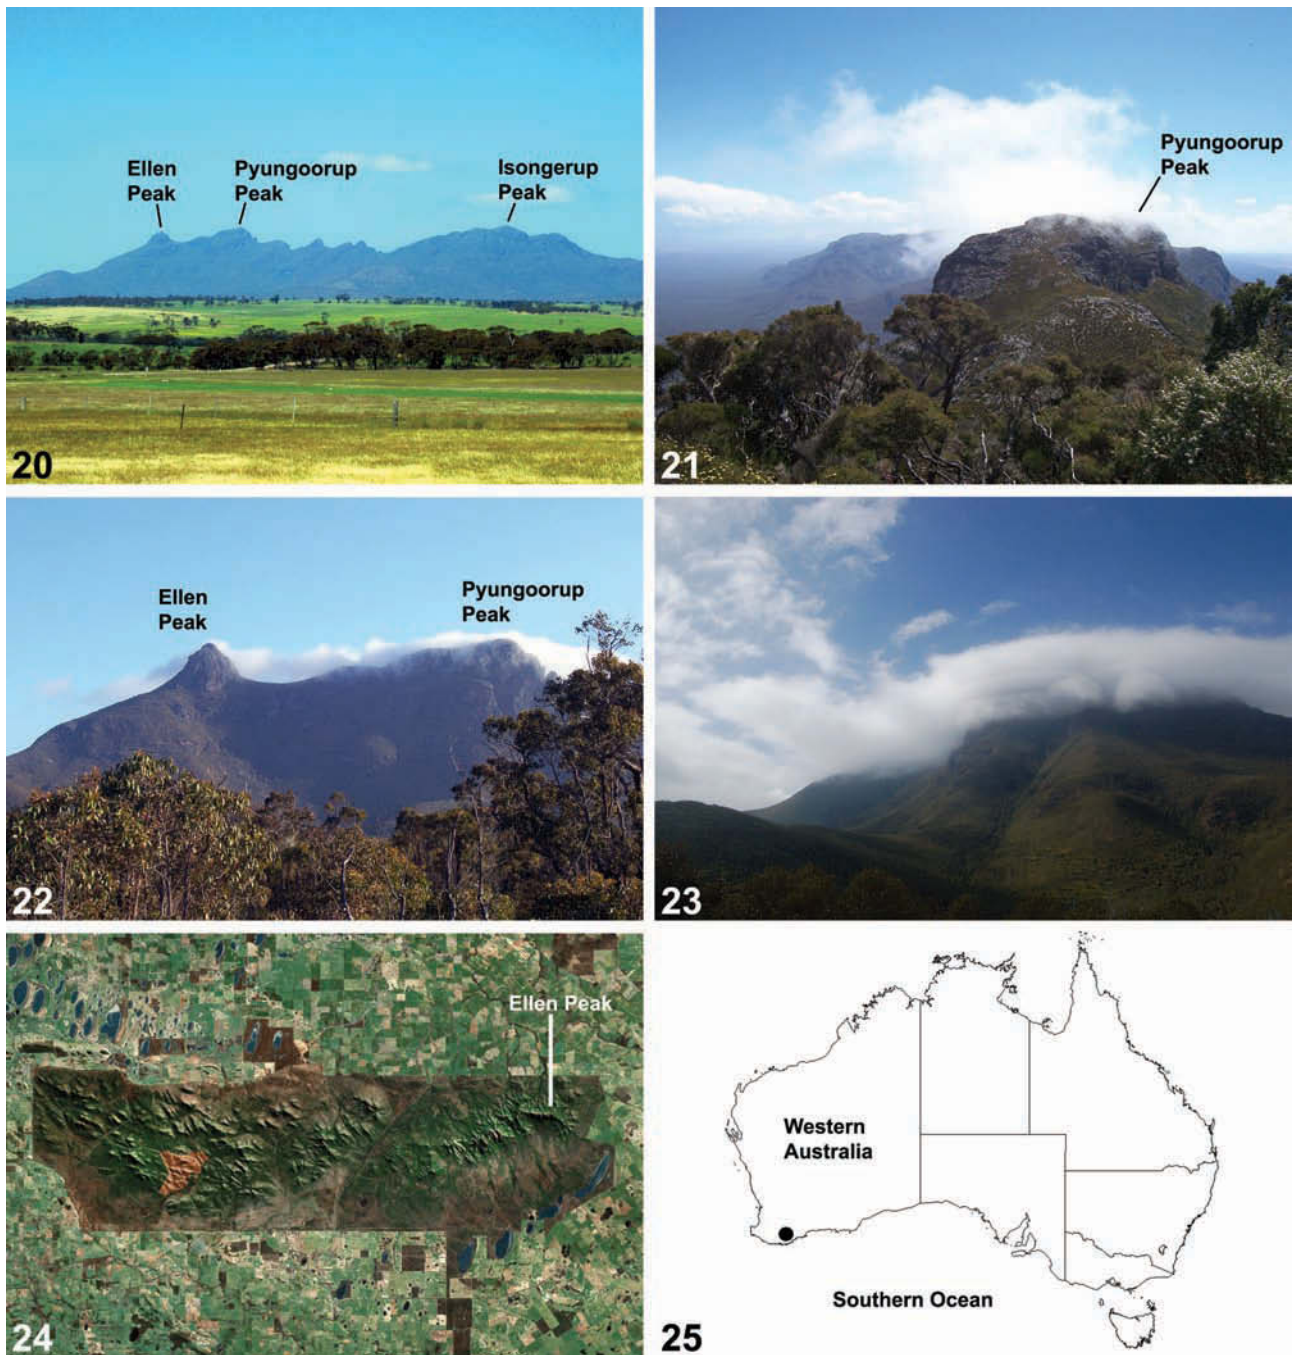 Ellen
Peak
Pyungoorup
Peak
Isongerup
Peak
20
Pyungoorup
Peak
21
Ellen
Peak
Pyungoorup
Peak
22
23
Ellen Peak
24
Western
Australia
Southern Ocean
25